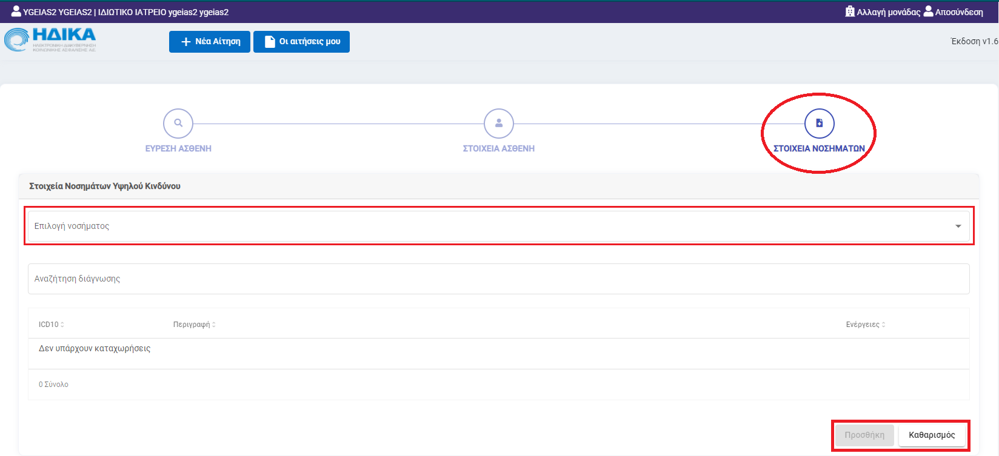 YGEIAS2 YGEIAS2 | ΙΔΙΩΤΙΚΟ ΙΑΤΡΕΙΟ ygeias2 ygeias2
Αλλαγή μονάδας Αποσύνδεση
ΗΔΙΚΑ
ΗΛΕΚΤΡΟΝΙΚΗ ΔΙΑΚΥΒΕΡΝΗΣΗ
ΚΟΙΝΩΝΙΚΗΣ ΑΣΦΑΛΙΣΗΣ Α.Ε.
Νέα Αίτηση
Οι αιτήσεις μου
Έκδοση v1.6
ΕΥΡΕΣΗ ΑΣΘΕΝΗ
ΣΤΟΙΧΕΙΑ ΑΣΘΕΝΗ
ΣΤΟΙΧΕΙΑ ΝΟΣΗΜΑΤΩΝ
Στοιχεία Νοσημάτων Υψηλού Κινδύνου
Επιλογή νοσήματος
Αναζήτηση διάγνωσης
ICD10 Περιγραφή Ενέργειες
Δεν υπάρχουν καταχωρήσεις
0 Σύνολο
Προσθήκη Καθαρισμός